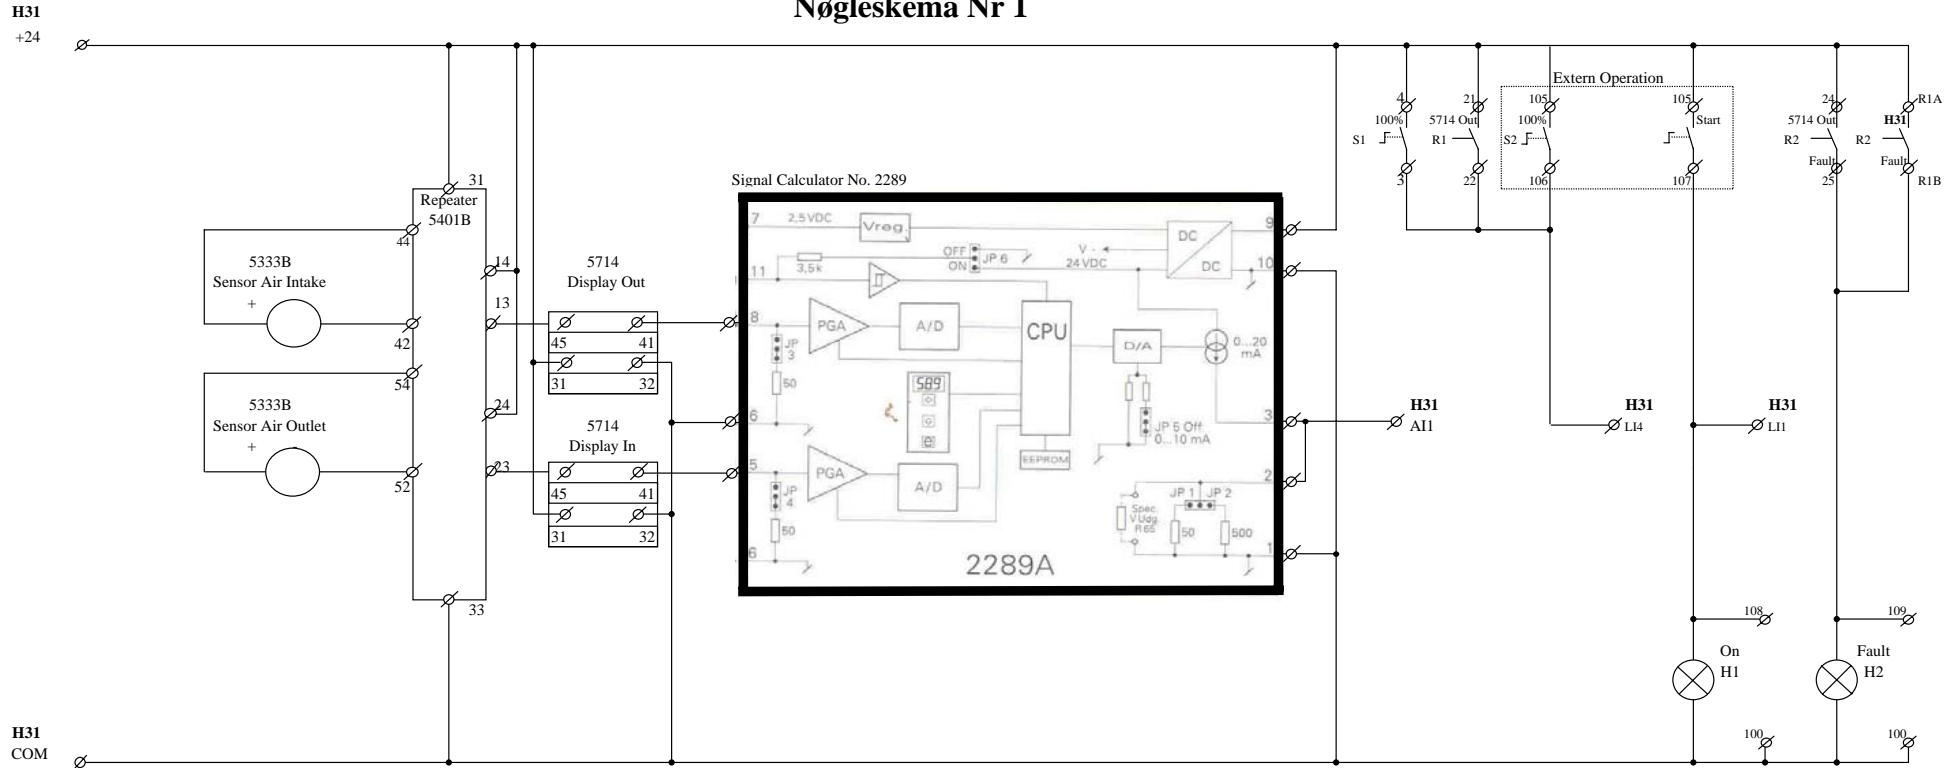 Nøgleskema Nr 1
H31
+24
Extern Operation
4
21
105
105
24
R1A
100%
5714 Out
100%
Start
5714 Out
H31
S1
R1
S2
R2
R2
Fault
Fault
3
22
106
107
25
R1B
31
Repeater
5401B
44
14
13
42
54
24
23
52
33
5333B
Sensor Air Intake
+
5333B
Sensor Air Outlet
+
5714
Display Out
45 41
31 32
5714
Display In
45 41
31 32
Signal Calculator No. 2289
7 2,5VDC
Vreg.
DC
DC
9
OFF
ON
JP 6
V -
24 VDC
10
3,5k
11
8
PGA
A/D
CPU
D/A
0...20
mA
JP
3
50
589
6
3
JP 5 Off
0...10 mA
EEPROM
5
PGA
A/D
2
JP
4
JP 1 JP 2
Spec.
V Udg.
R65
50
50
500
6
1
2289A
H31
AI1
H31
LI4
H31
LI1
108
109
On
H1
Fault
H2
H31
COM
100
100